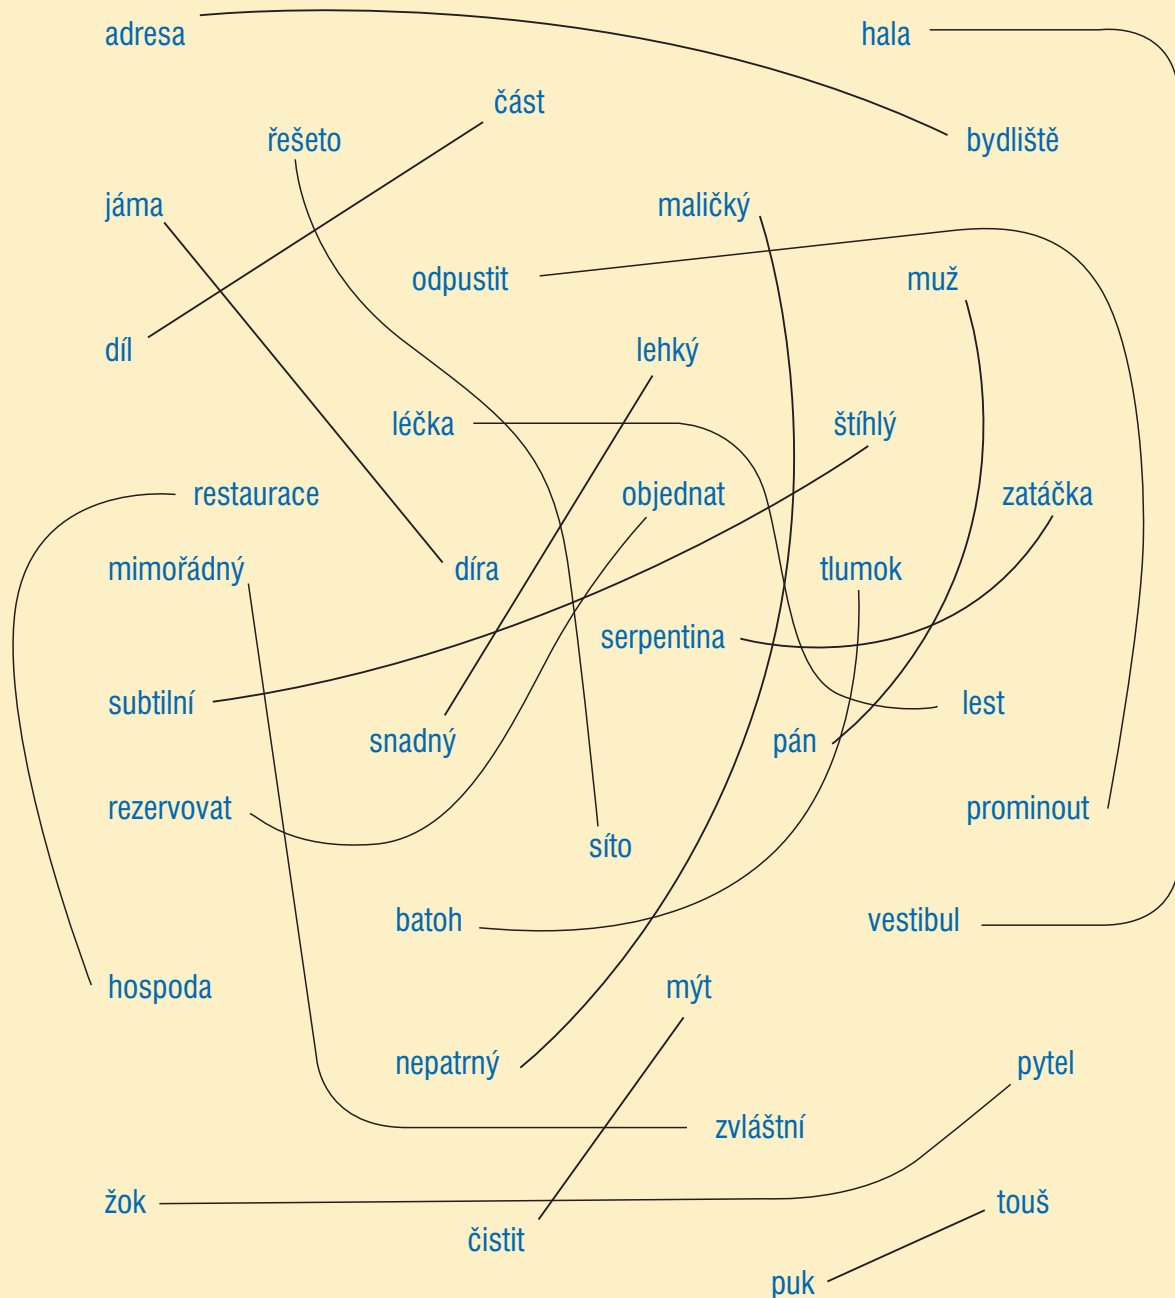 adresa
hala
část
řešeto
bydliště
jáma
maličký
odpustit
muž
díl
lehký
léčka
štíhlý
restaurace
objednat
zatáčka
mimořádný
díra
tlumok
serpentina
subtilní
lest
snadný
pán
rezervovat
prominout
síto
batoh
vestibul
hospoda
mýt
nepatrný
pytel
zvláštní
žok
touš
čistit
puk